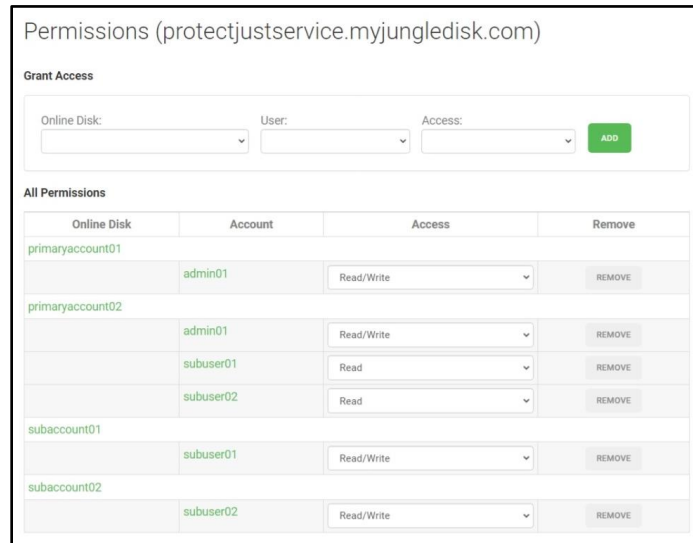 Permissions (protectjustservice.myjungledisk.com)
Grant Access
Online Disk: User: Access:
ADD
All Permissions
Online Disk Account Access Remove
primaryaccount01
admin01 Read/Write REMOVE
primaryaccount02
admin01 Read/Write REMOVE
subuser01 Read REMOVE
subuser02 Read REMOVE
subaccount01
subuser01 Read/Write REMOVE
subaccount02
subuser02 Read/Write REMOVE